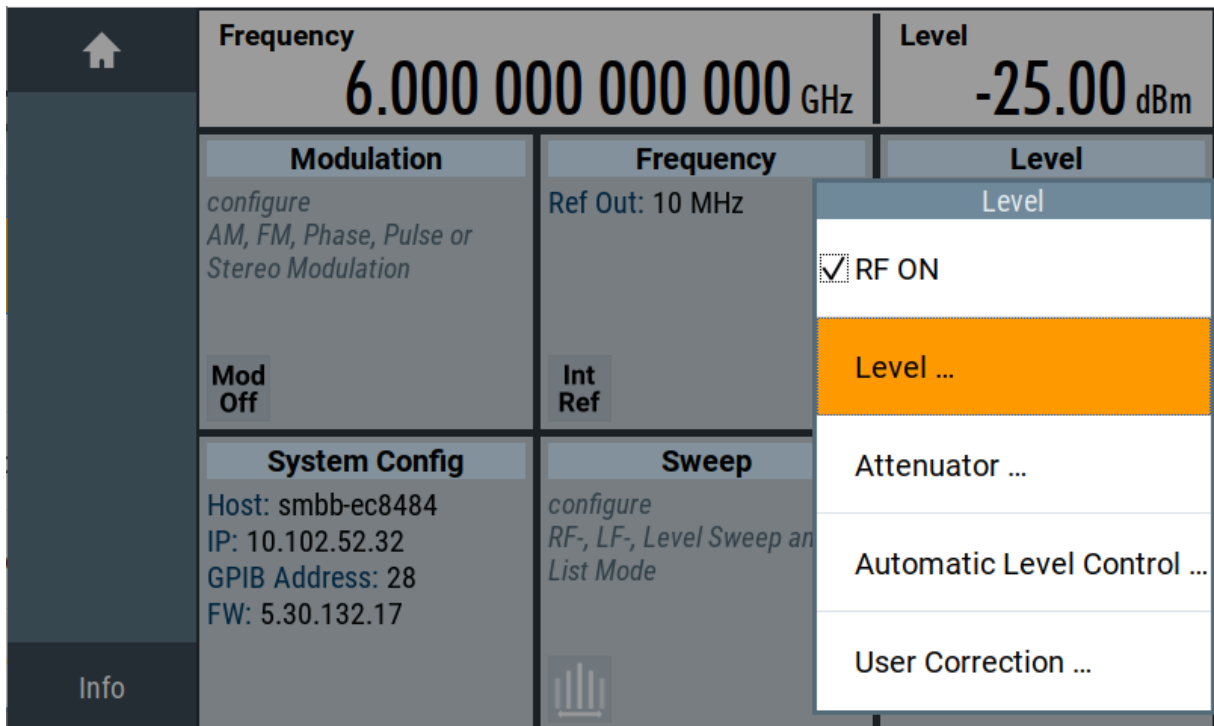 Frequency
6.000 000 000 000 GHz
Level
-25.00 dBm
Modulation
configure
AM, FM, Phase, Pulse or
Stereo Modulation
Mod
Off
Frequency
Ref Out: 10 MHz
Int
Ref
Level
Level
RF ON
Level ...
Attenuator ...
Automatic Level Control ...
User Correction ...
System Config
Host: smbb-ec8484
IP: 10.102.52.32
GPIB Address: 28
FW: 5.30.132.17
Sweep
configure
RF-, LF-, Level Sweep an
List Mode
Info